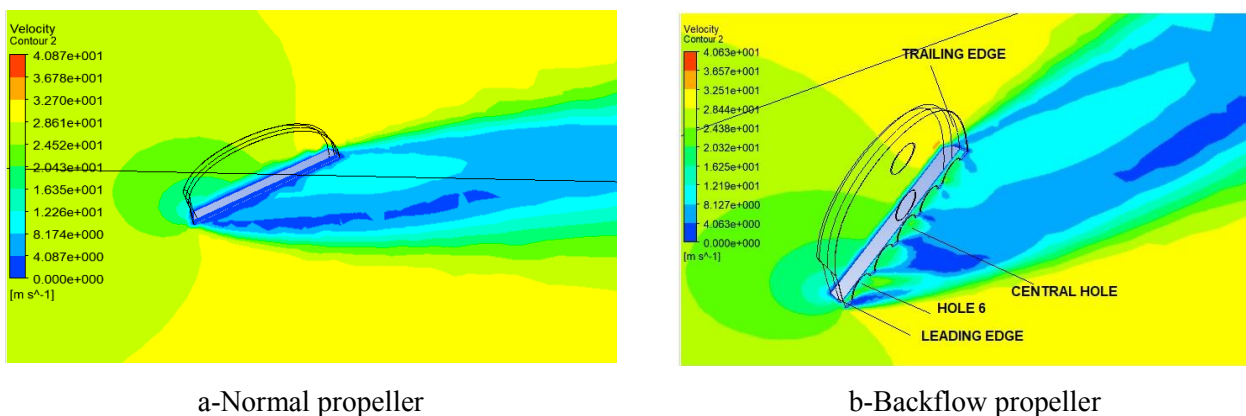 Velocity
Contour 2
4.087e+001
3.678e+001
3.270e+001
2.861e+001
2.452e+001
2.043e+001
1.635e+001
1.226e+001
8.174e+000
4.087e+000
0.000e+000
[m s^-1]
Velocity
Contour 2
4.063e+001
3.657e+001
3.251e+001
2.844e+001
2.438e+001
2.032e+001
1.625e+001
1.219e+001
8.127e+000
4.063e+000
0.000e+000
[m s^-1]
TRAILING EDGE
CENTRAL HOLE
HOLE 6
LEADING EDGE
a-Normal propeller
b-Backflow propeller